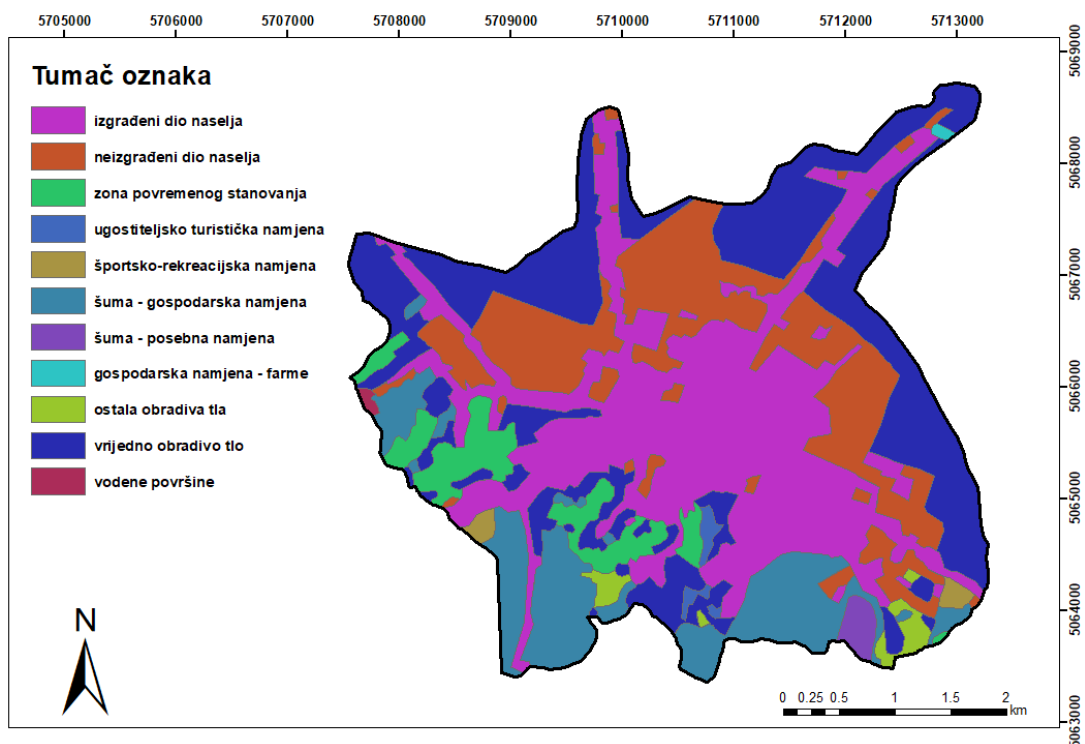 5705000 5706000 5707000 5708000 5709000 5710000 5711000 5712000 5713000
5069000
5068000
5067000
5066000
5065000
5064000
5063000
Tumač oznaka
izgrađeni dio naselja
neizgrađeni dio naselja
zona povremenog stanovanja
ugostiteljsko turistička namjena
športsko-rekreacijska namjena
šuma - gospodarska namjena
šuma - posebna namjena
gospodarska namjena - farme
ostala obradiva tla
vrijedno obradivo tlo
vodene površine
N
0 0.25 0.5 1 1.5 2
km